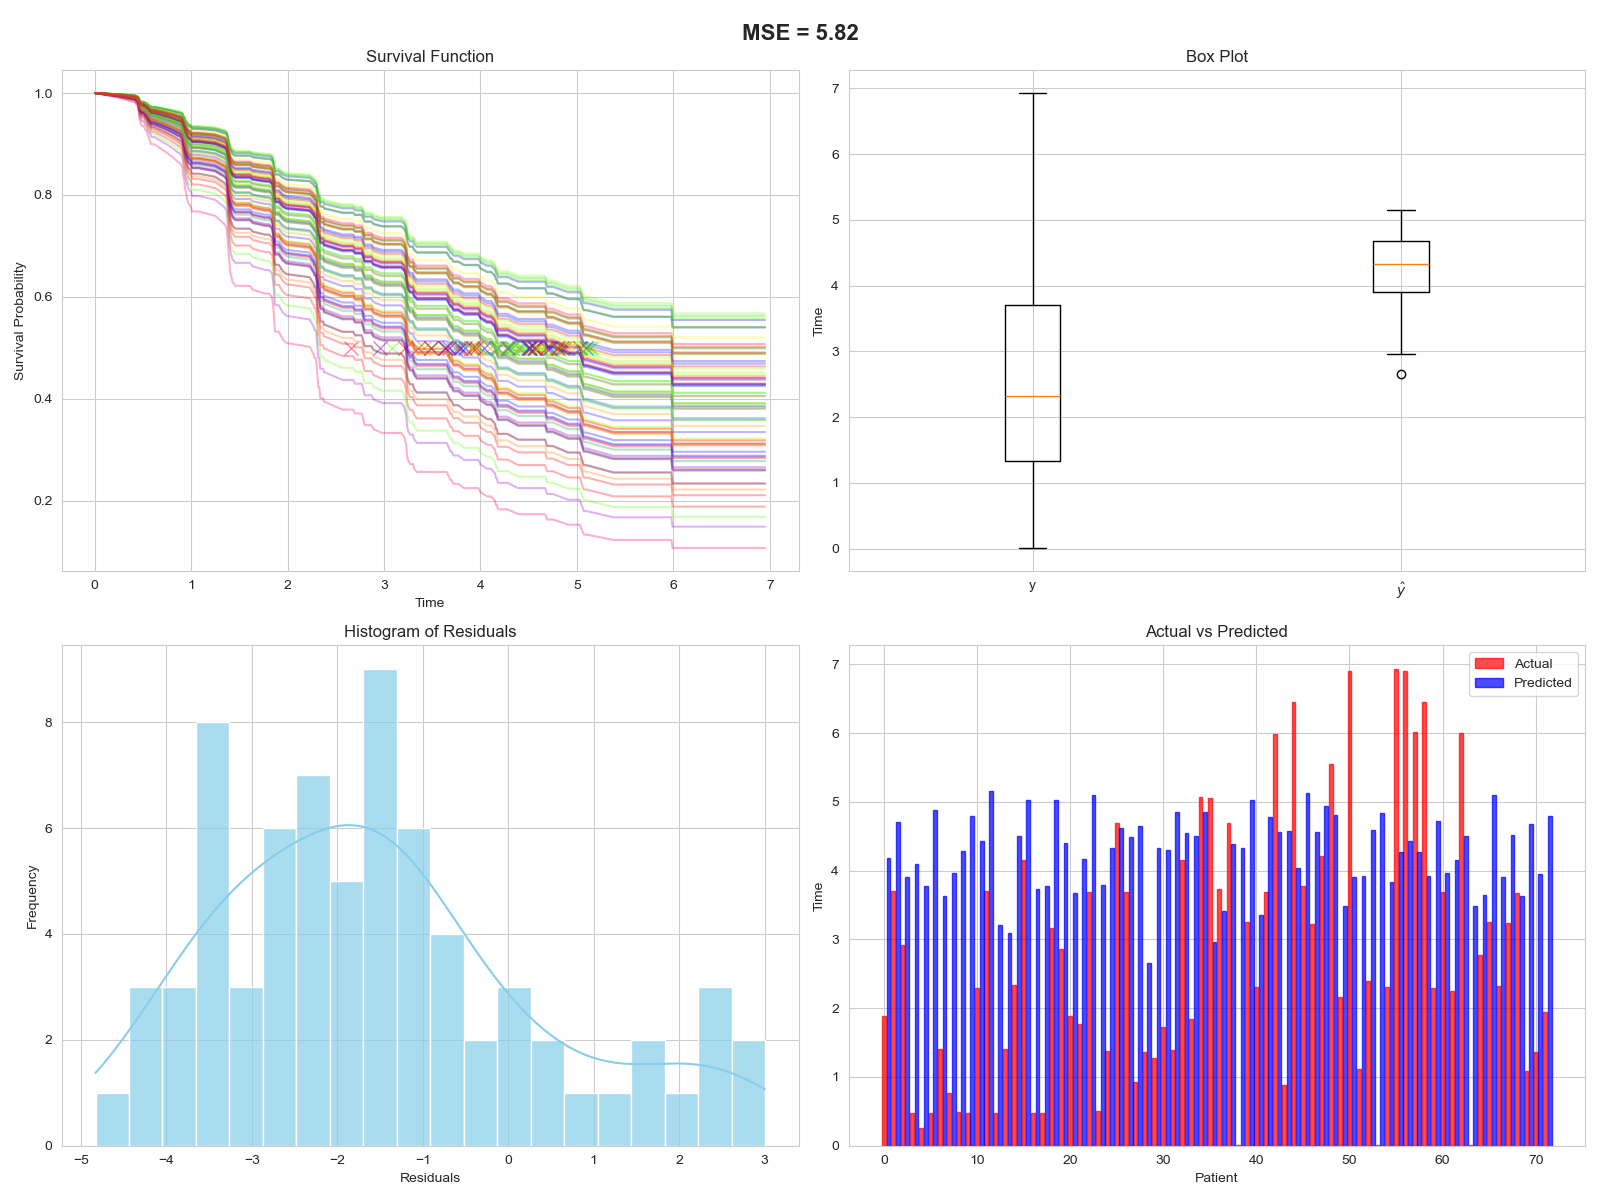 MSE = 5.82
Survival Function
1.0
0.8
0.6
0.4
0.2
Survival Probability
0 1 2 3 4 5 6 7
Time
Box Plot
7
6
5
4
3
2
1
0
Time
y ŷ
Histogram of Residuals
8
6
4
2
0
Frequency
−5 −4 −3 −2 −1 0 1 2 3
Residuals
Actual vs Predicted
Actual
Predicted
7
6
5
4
3
2
1
0
Time
0 10 20 30 40 50 60 70
Patient